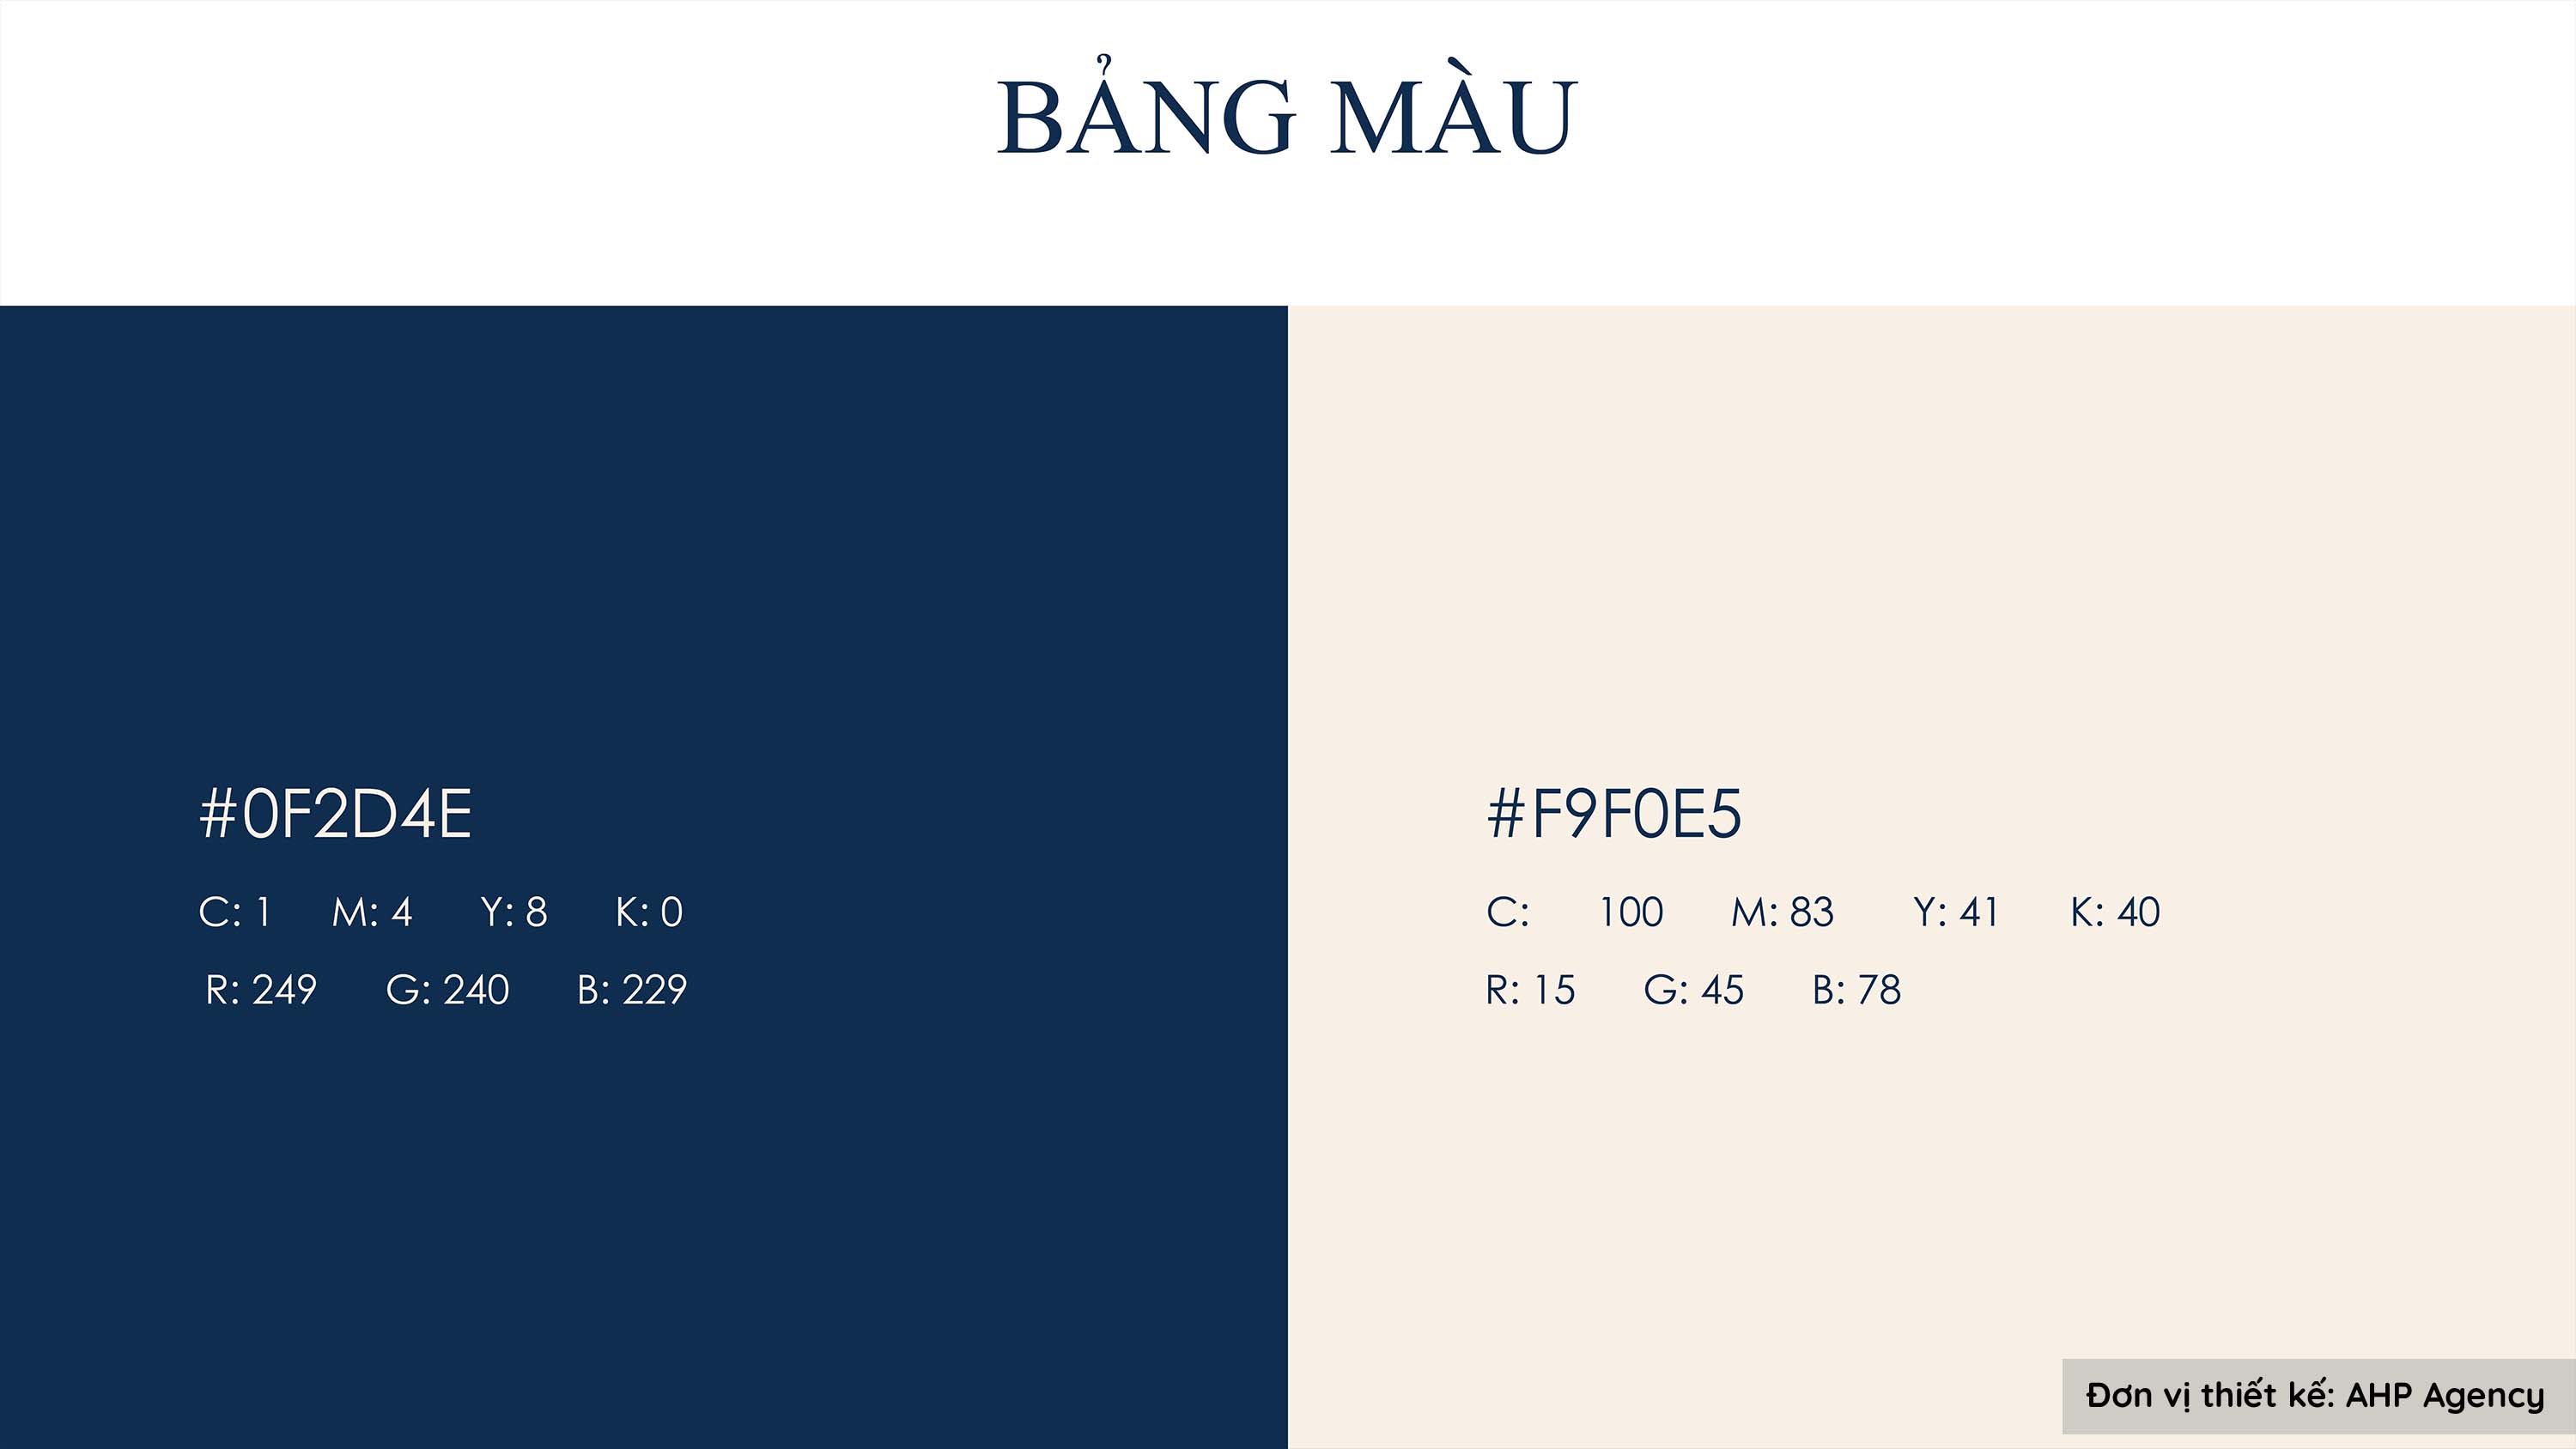 BẢNG MÀU
#0F2D4E
C: 1 M: 4 Y: 8 K: 0
R: 249 G: 240 B: 229
#F9F0E5
C: 100 M: 83 Y: 41 K: 40
R: 15 G: 45 B: 78
Đơn vị thiết kế: AHP Agency